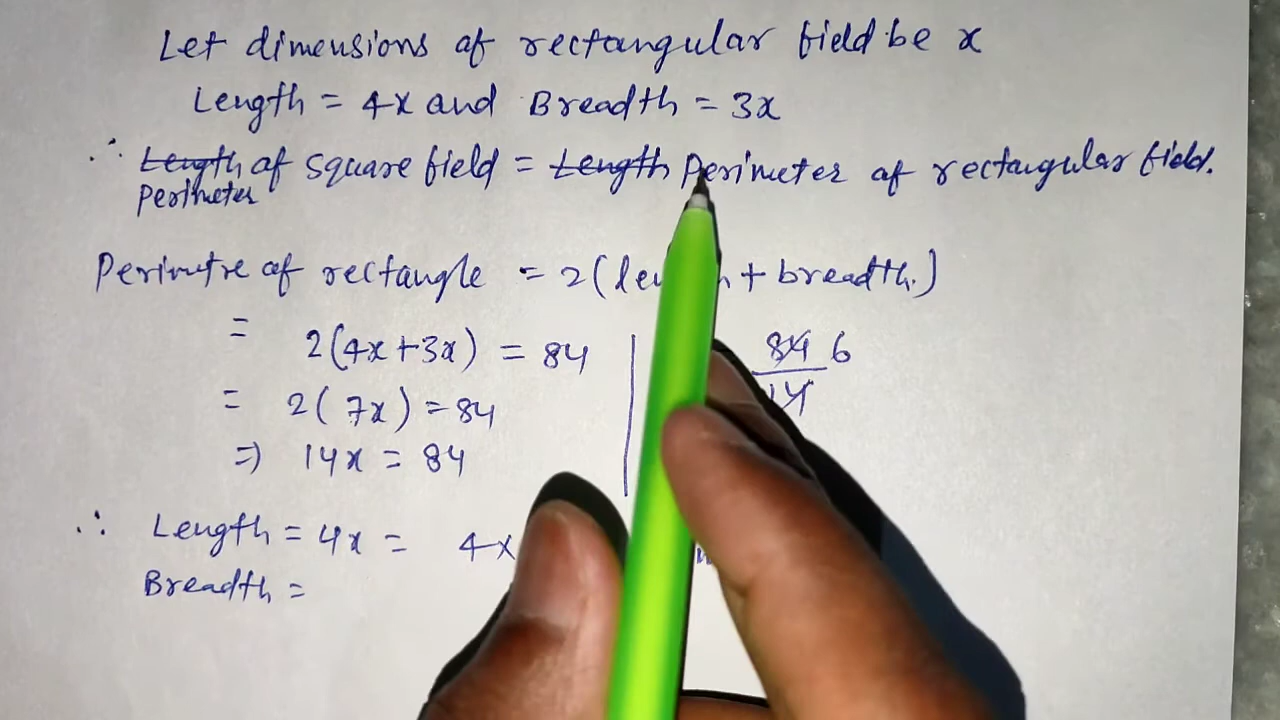 Let dimensions of rectangular field be x
Length = 4x and Breadth = 3x
∴ Length of square field = Length Perimeter of rectangular field.
Perimeter
Perimetre of rectangle = 2( + breadth.)
= 2(4x+3x) = 84
84 6
= 2( 7x) = 84
14
=) 14x = 84
∴ Length = 4x = 4x
Breadth =